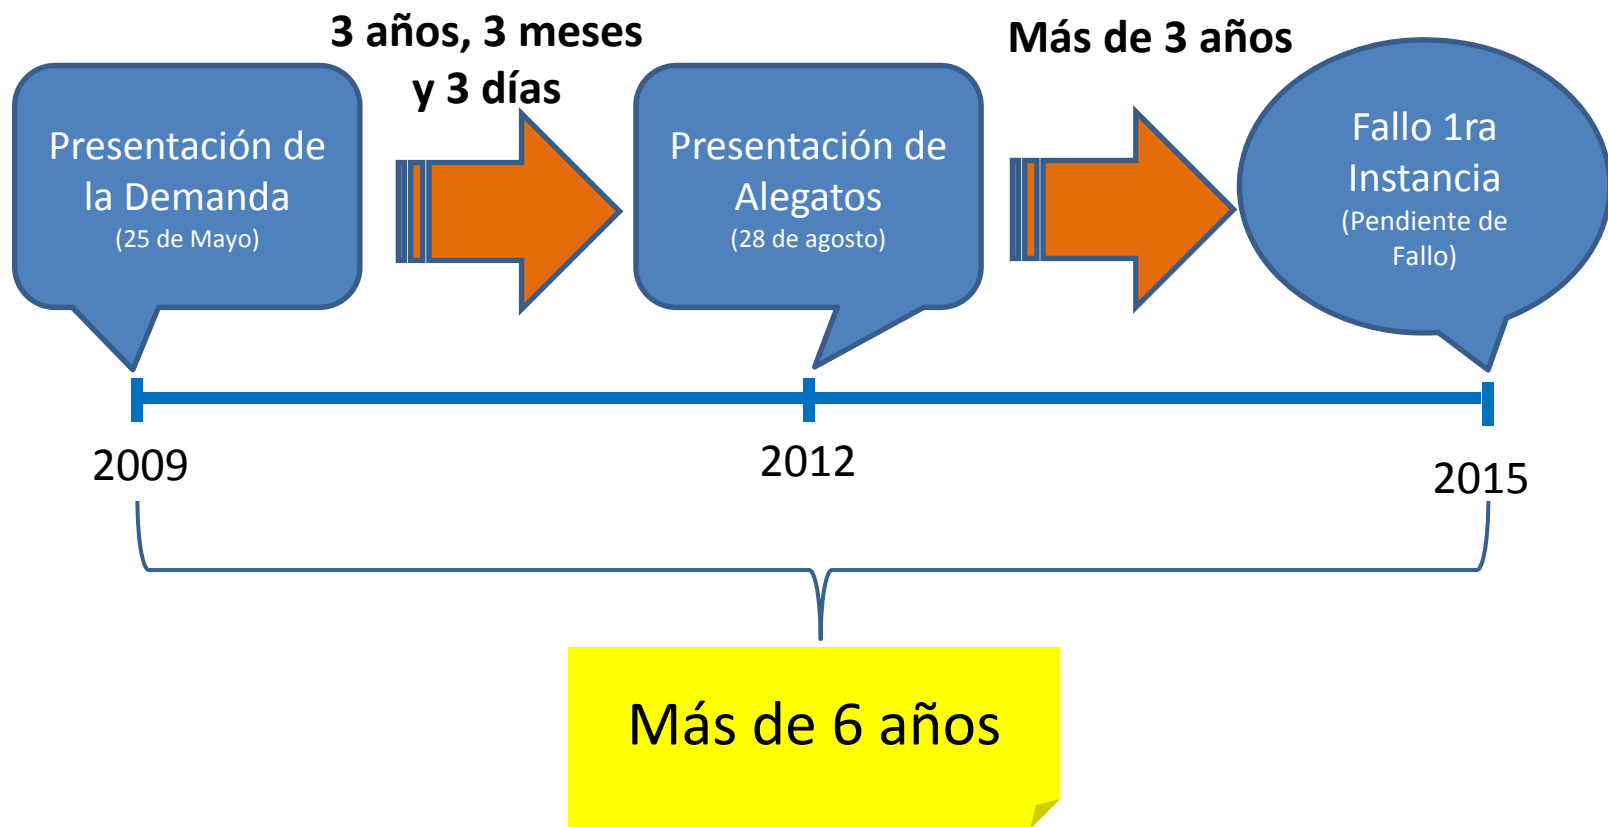 3 años, 3 meses
y 3 días
Más de 3 años
Presentación de
la Demanda
(25 de Mayo)
Presentación de
Alegatos
(28 de agosto)
Fallo 1ra
Instancia
(Pendiente de
Fallo)
2009
2012
2015
Más de 6 años